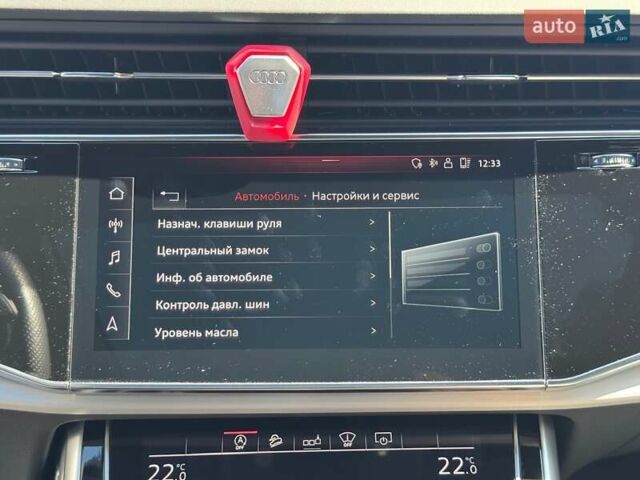 auto RIA .com
12:33
Автомобиль · Настройки и сервис
Назнач. клавиши руля
Центральный замок
Инф. об автомобиле
Контроль давл. шин
Уровень масла
A OFF OFF
22.0 °C 22.0 °C